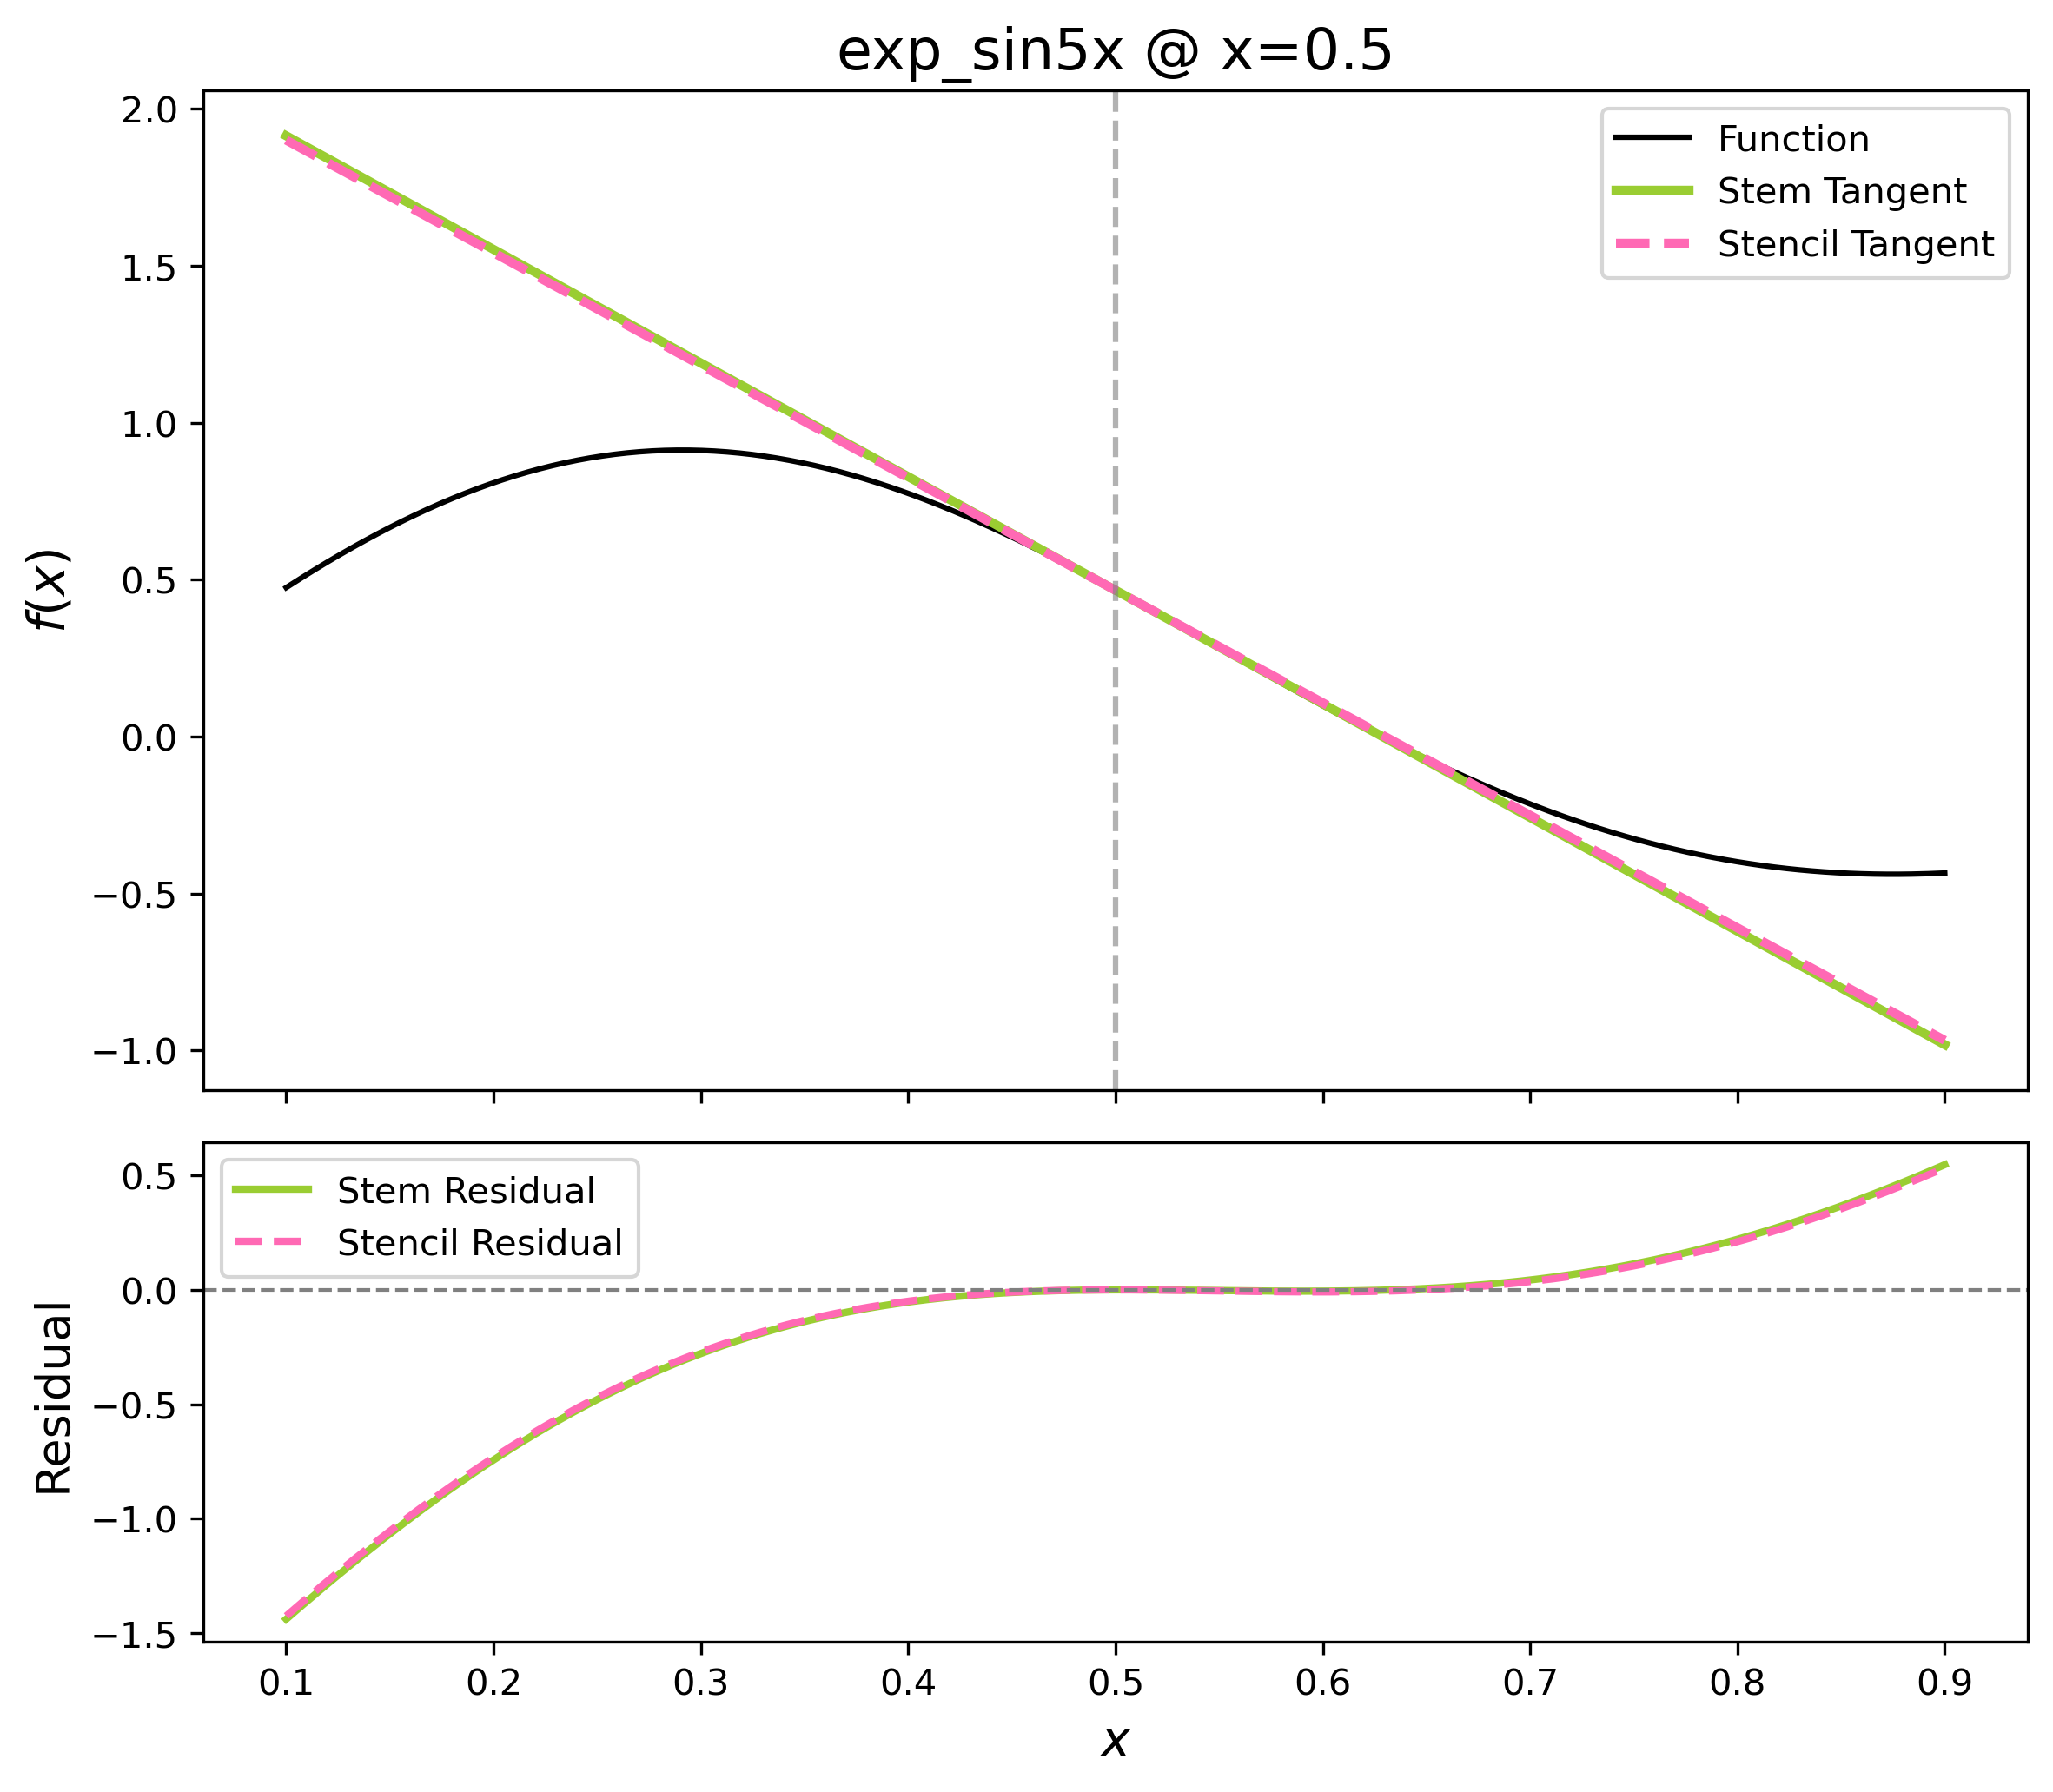 exp_sin5x @ x=0.5
2.0
1.5
1.0
0.5
0.0
−0.5
−1.0
f(x)
Function
Stem Tangent
Stencil Tangent
0.5
0.0
−0.5
−1.0
−1.5
Residual
Stem Residual
Stencil Residual
0.1 0.2 0.3 0.4 0.5 0.6 0.7 0.8 0.9
x